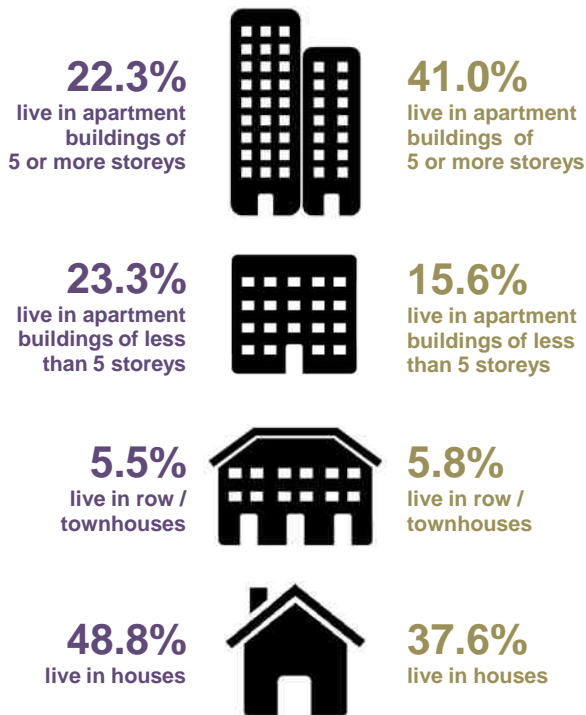 22.3%
live in apartment
buildings of
5 or more storeys
41.0%
live in apartment
buildings of
5 or more storeys
23.3%
live in apartment
buildings of less
than 5 storeys
15.6%
live in apartment
buildings of less
than 5 storeys
5.5%
live in row /
townhouses
5.8%
live in row /
townhouses
48.8%
live in houses
37.6%
live in houses